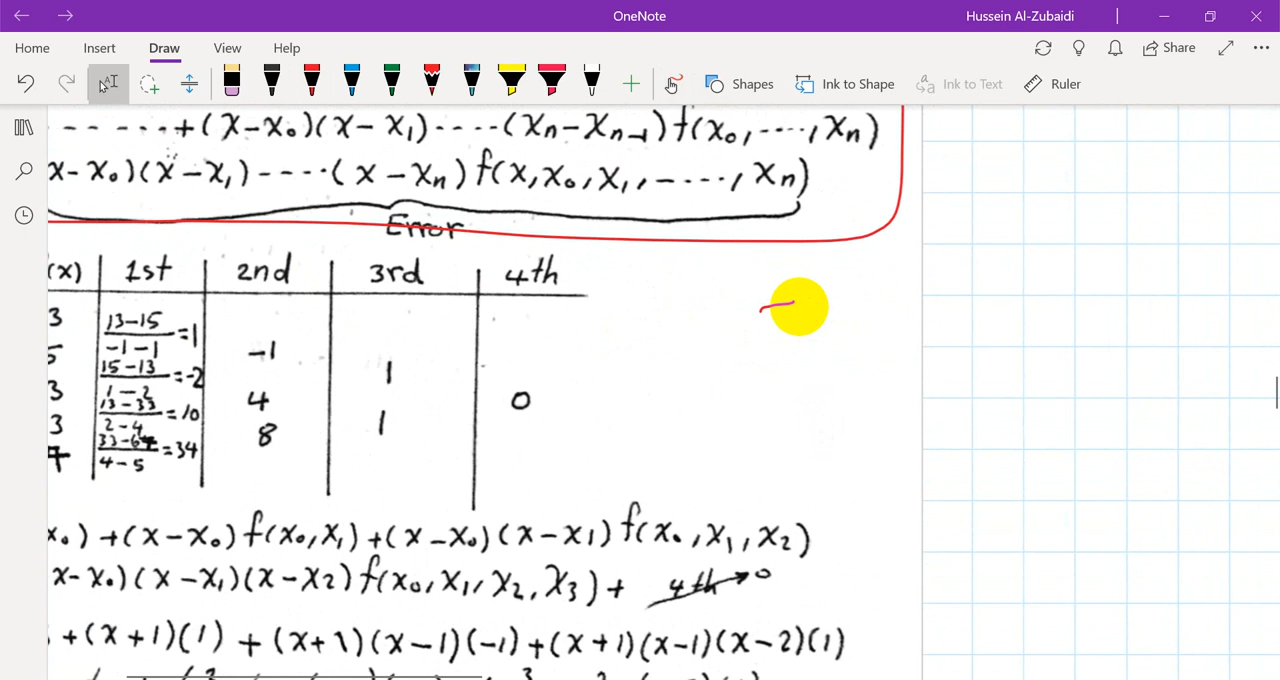 OneNote
Hussein Al-Zubaidi
Home Insert Draw View Help
Share
Shapes
Ink to Shape
Ink to Text
Ruler
- - - . . . + (x-x₀)(x-x₁)....(xₙ-xₙ₋₁) f(x₀,....,xₙ)
x-x₀)(x-x₁)----(x-xₙ) f(x,x₀,x₁,-....,xₙ)
Error
(x) 1st 2nd 3rd 4th
3 13-15/-1-1 =1
-1
5 15-13/1-2 =-2 1
3 13-33/2-4 =10 4 0
3 33-67/4-5 =34 8 1
7
x₀) +(x-x₀) f(x₀,x₁) +(x-x₀)(x-x₁) f(x₀,x₁,x₂)
x-x₀)(x-x₁)(x-x₂) f(x₀,x₁,x₂,x₃) + 4th→0
+(x+1)(1) + (x+1)(x-1)(-1) +(x+1)(x-1)(x-2)(1)